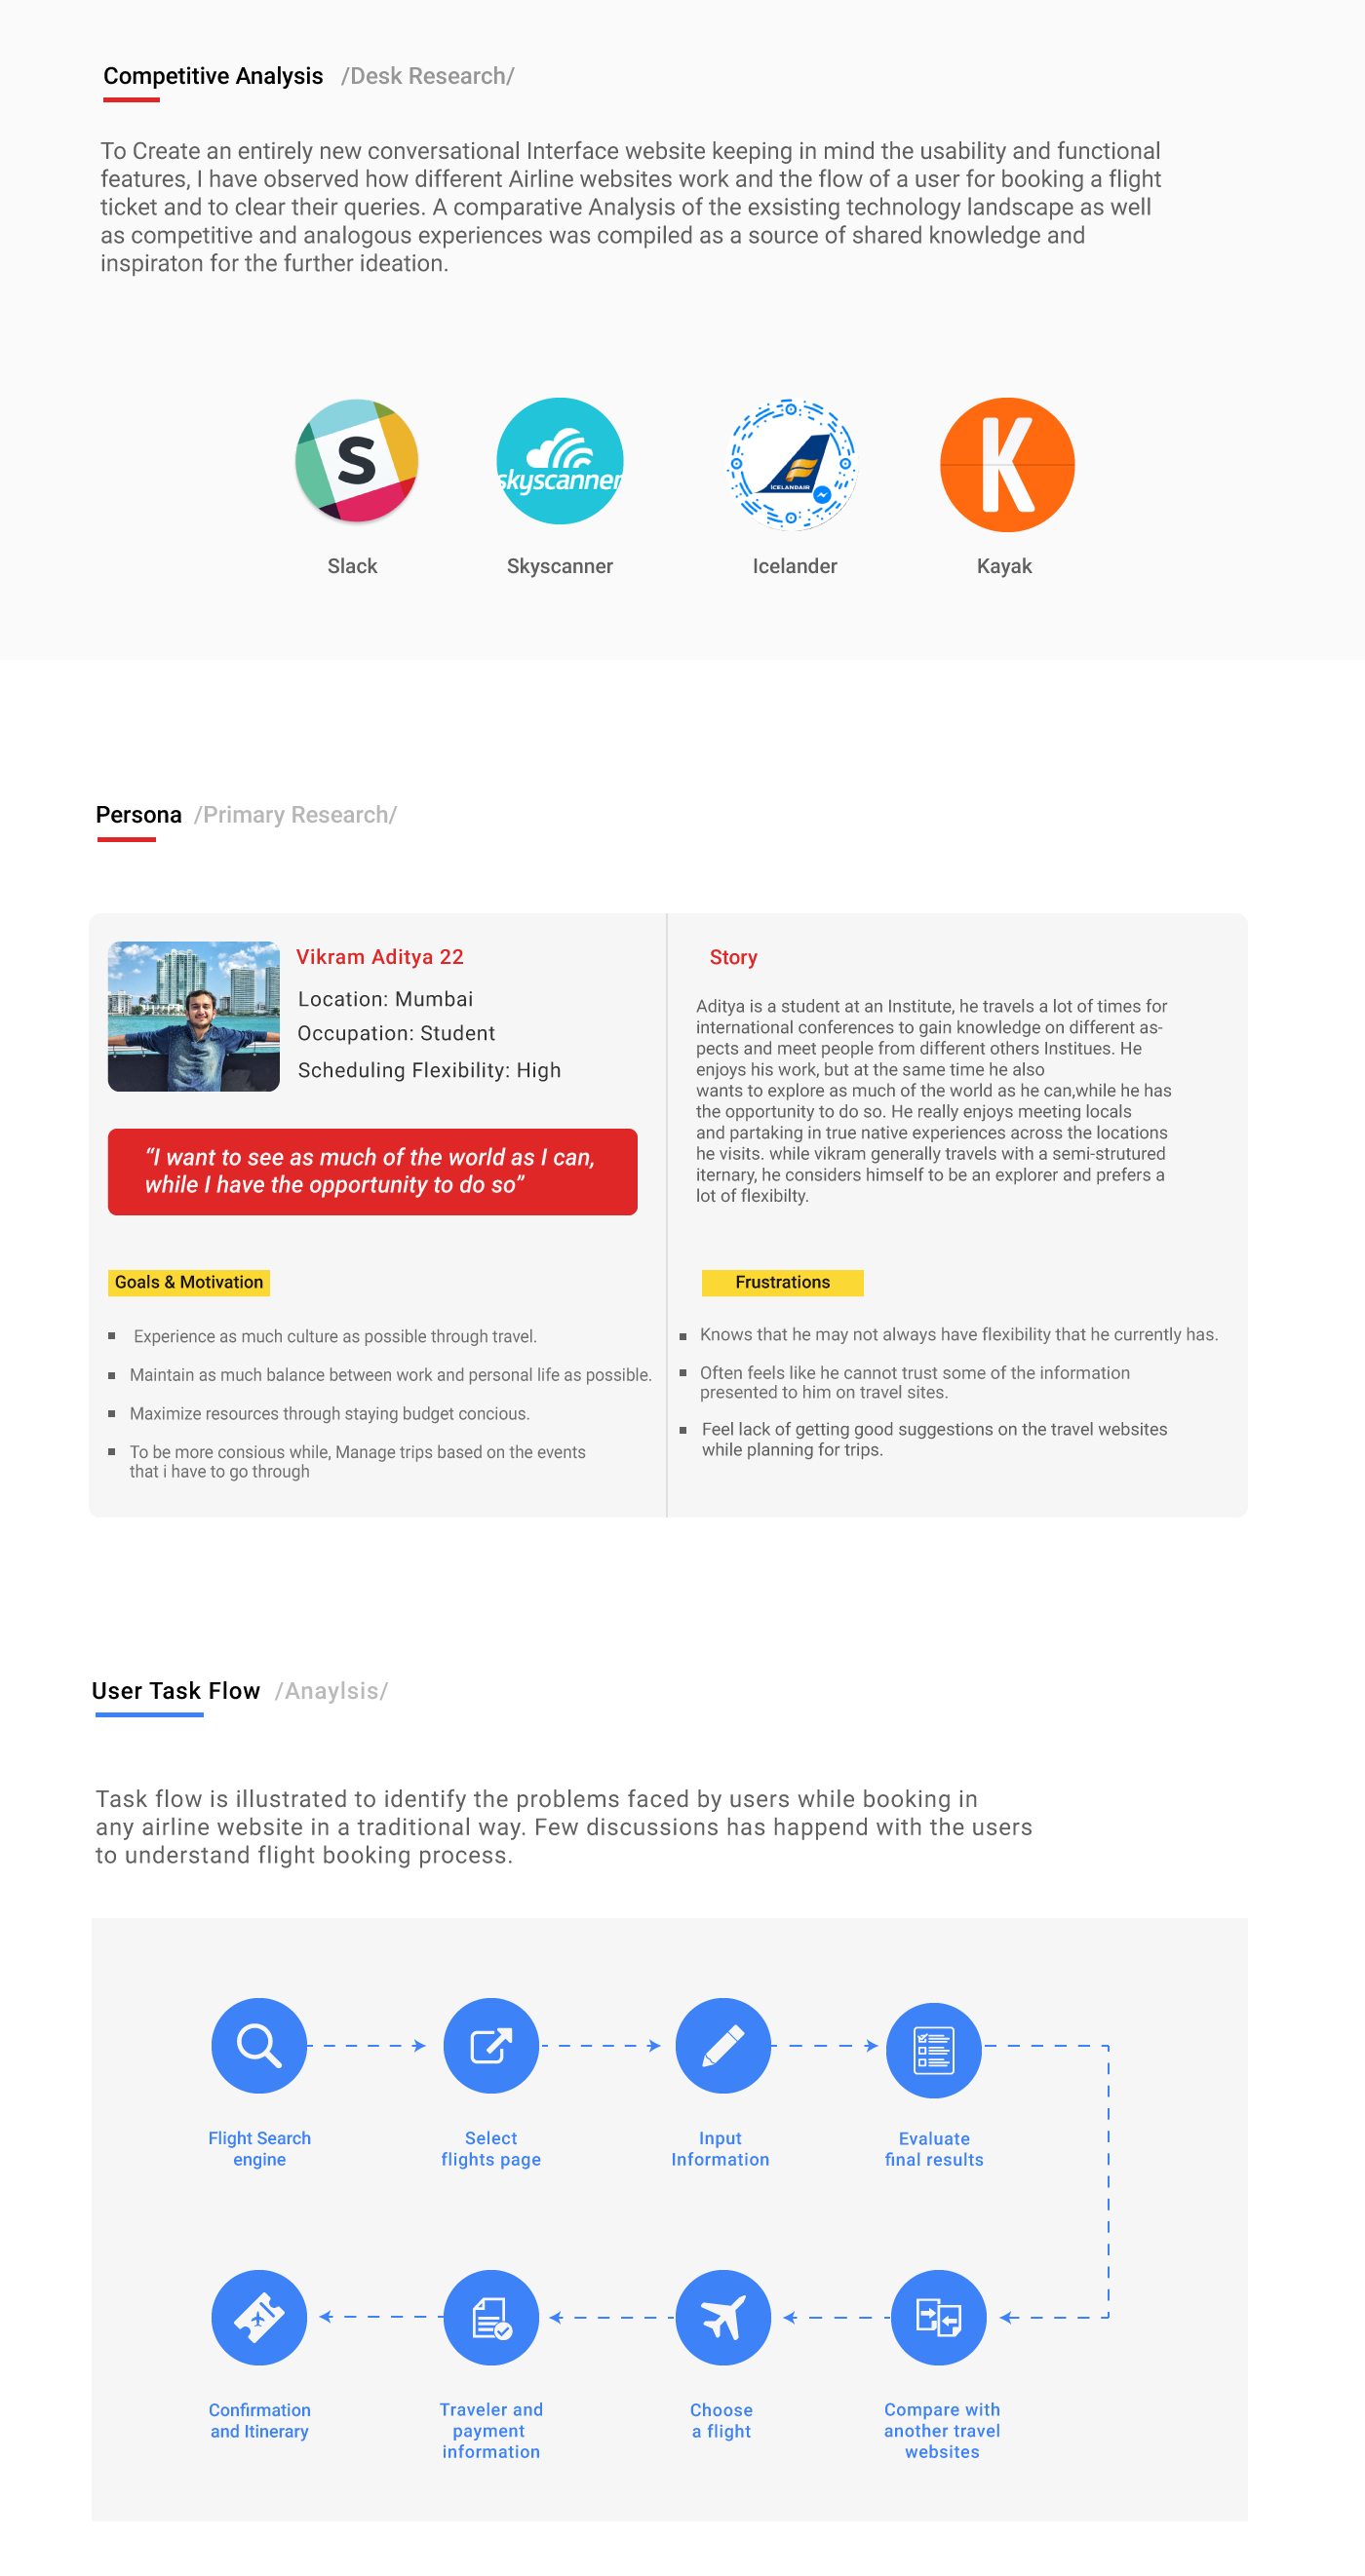 Competitive Analysis /Desk Research/
To Create an entirely new conversational Interface website keeping in mind the usability and functional
features, I have observed how different Airline websites work and the flow of a user for booking a flight
ticket and to clear their queries. A comparative Analysis of the exsisting technology landscape as well
as competitive and analogous experiences was compiled as a source of shared knowledge and
inspiraton for the further ideation.
S
skyscanner
ICELANDAIR
K
Slack
Skyscanner
Icelander
Kayak
Persona /Primary Research/
Vikram Aditya 22
Location: Mumbai
Occupation: Student
Scheduling Flexibility: High
“I want to see as much of the world as I can,
while I have the opportunity to do so”
Story
Aditya is a student at an Institute, he travels a lot of times for
international conferences to gain knowledge on different as-
pects and meet people from different others Institues. He
enjoys his work, but at the same time he also
wants to explore as much of the world as he can,while he has
the opportunity to do so. He really enjoys meeting locals
and partaking in true native experiences across the locations
he visits. while vikram generally travels with a semi-strutured
iternary, he considers himself to be an explorer and prefers a
lot of flexibilty.
Goals & Motivation
Experience as much culture as possible through travel.
Maintain as much balance between work and personal life as possible.
Maximize resources through staying budget concious.
To be more consious while, Manage trips based on the events
that i have to go through
Frustrations
Knows that he may not always have flexibility that he currently has.
Often feels like he cannot trust some of the information
presented to him on travel sites.
Feel lack of getting good suggestions on the travel websites
while planning for trips.
User Task Flow /Anaylsis/
Task flow is illustrated to identify the problems faced by users while booking in
any airline website in a traditional way. Few discussions has happend with the users
to understand flight booking process.
Flight Search
engine
Select
flights page
Input
Information
Evaluate
final results
Confirmation
and Itinerary
Traveler and
payment
information
Choose
a flight
Compare with
another travel
websites